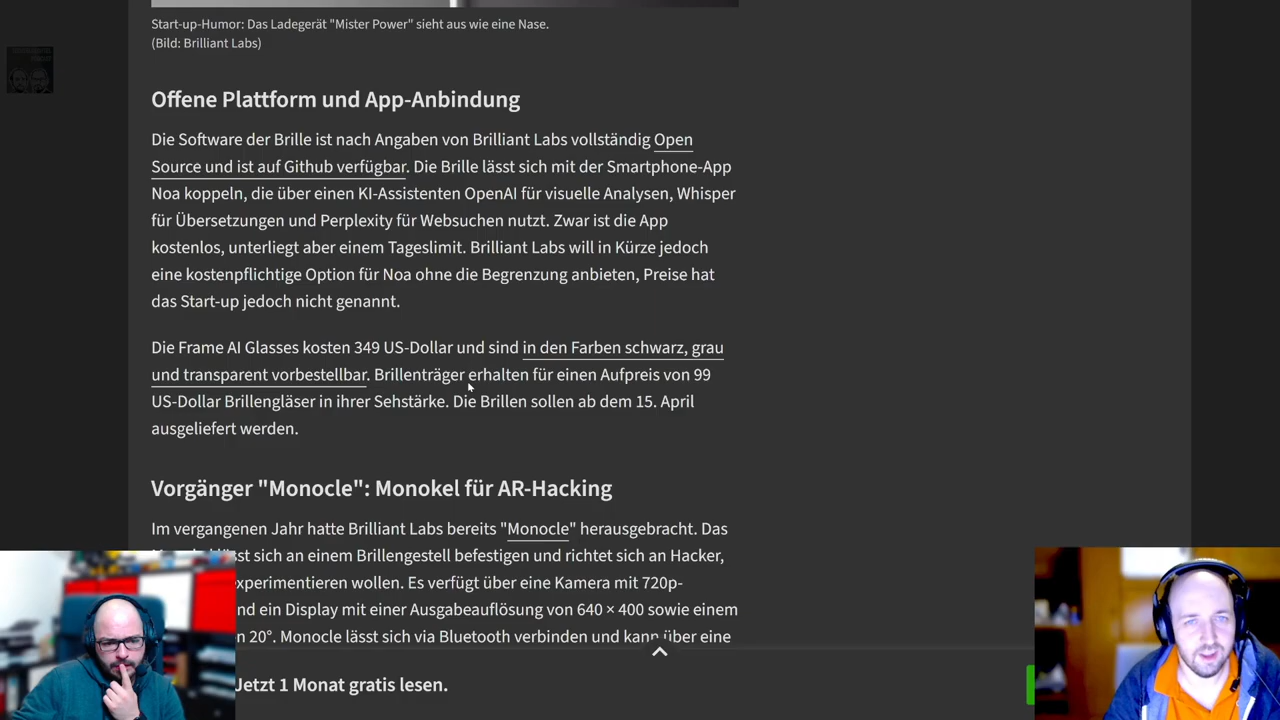 Start-up-Humor: Das Ladegerät "Mister Power" sieht aus wie eine Nase.
(Bild: Brilliant Labs)
Offene Plattform und App-Anbindung
Die Software der Brille ist nach Angaben von Brilliant Labs vollständig Open
Source und ist auf Github verfügbar. Die Brille lässt sich mit der Smartphone-App
Noa koppeln, die über einen KI-Assistenten OpenAI für visuelle Analysen, Whisper
für Übersetzungen und Perplexity für Websuchen nutzt. Zwar ist die App
kostenlos, unterliegt aber einem Tageslimit. Brilliant Labs will in Kürze jedoch
eine kostenpflichtige Option für Noa ohne die Begrenzung anbieten, Preise hat
das Start-up jedoch nicht genannt.
Die Frame AI Glasses kosten 349 US-Dollar und sind in den Farben schwarz, grau
und transparent vorbestellbar. Brillenträger erhalten für einen Aufpreis von 99
US-Dollar Brillengläser in ihrer Sehstärke. Die Brillen sollen ab dem 15. April
ausgeliefert werden.
Vorgänger "Monocle": Monokel für AR-Hacking
Im vergangenen Jahr hatte Brilliant Labs bereits "Monocle" herausgebracht. Das
sich an einem Brillengestell befestigen und richtet sich an Hacker,
experimentieren wollen. Es verfügt über eine Kamera mit 720p-
ein Display mit einer Ausgabeauflösung von 640 × 400 sowie einem
20°. Monocle lässt sich via Bluetooth verbinden und kann über eine
Jetzt 1 Monat gratis lesen.